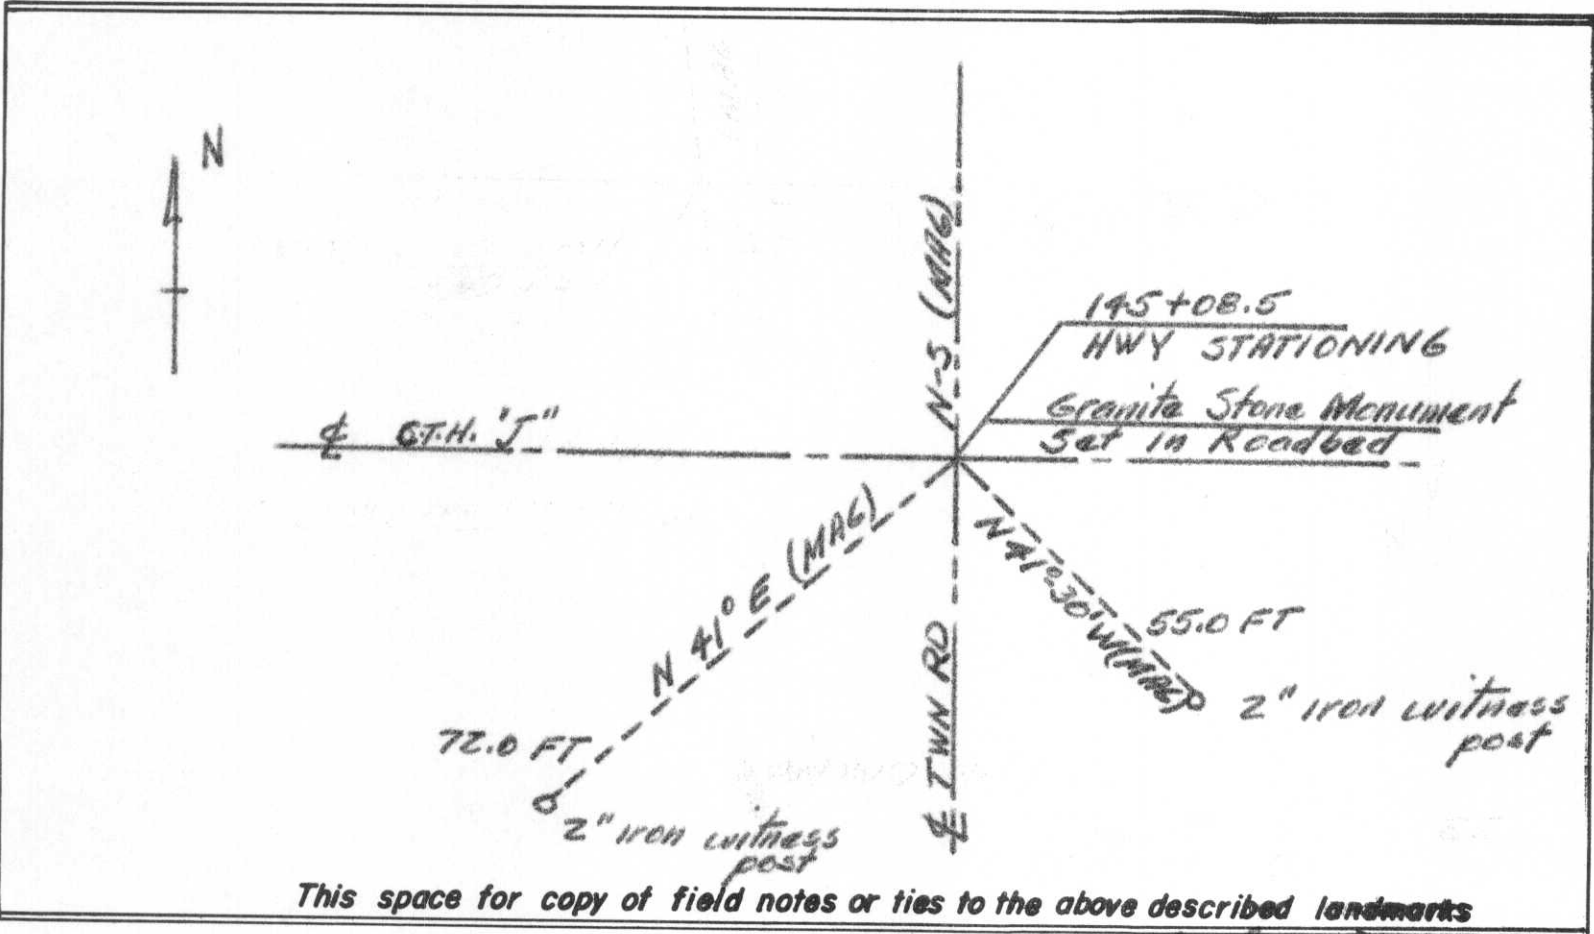 N
N-S (MAG)
145+08.5
HWY STATIONING
Granite Stone Monument
Set in Roadbed
℄ C.T.H. "J"
N 41° E (MAG)
N 41° 30' W (MAG)
55.0 FT
2" iron witness
post
72.0 FT
2" iron witness
post
℄ TWN RD
This space for copy of field notes or ties to the above described landmarks